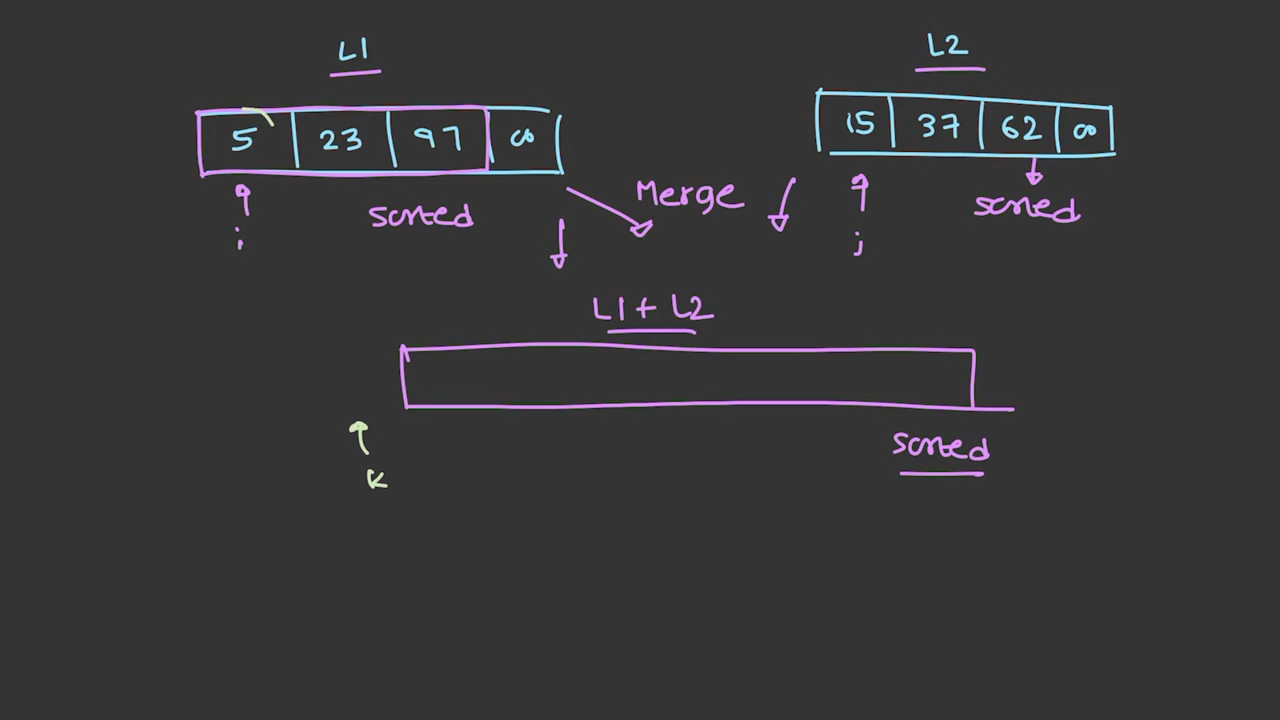 L1
L2
5 23 97 ∞
15 37 62 ∞
Merge
sorted
sorted
i
j
L1 + L2
sorted
k